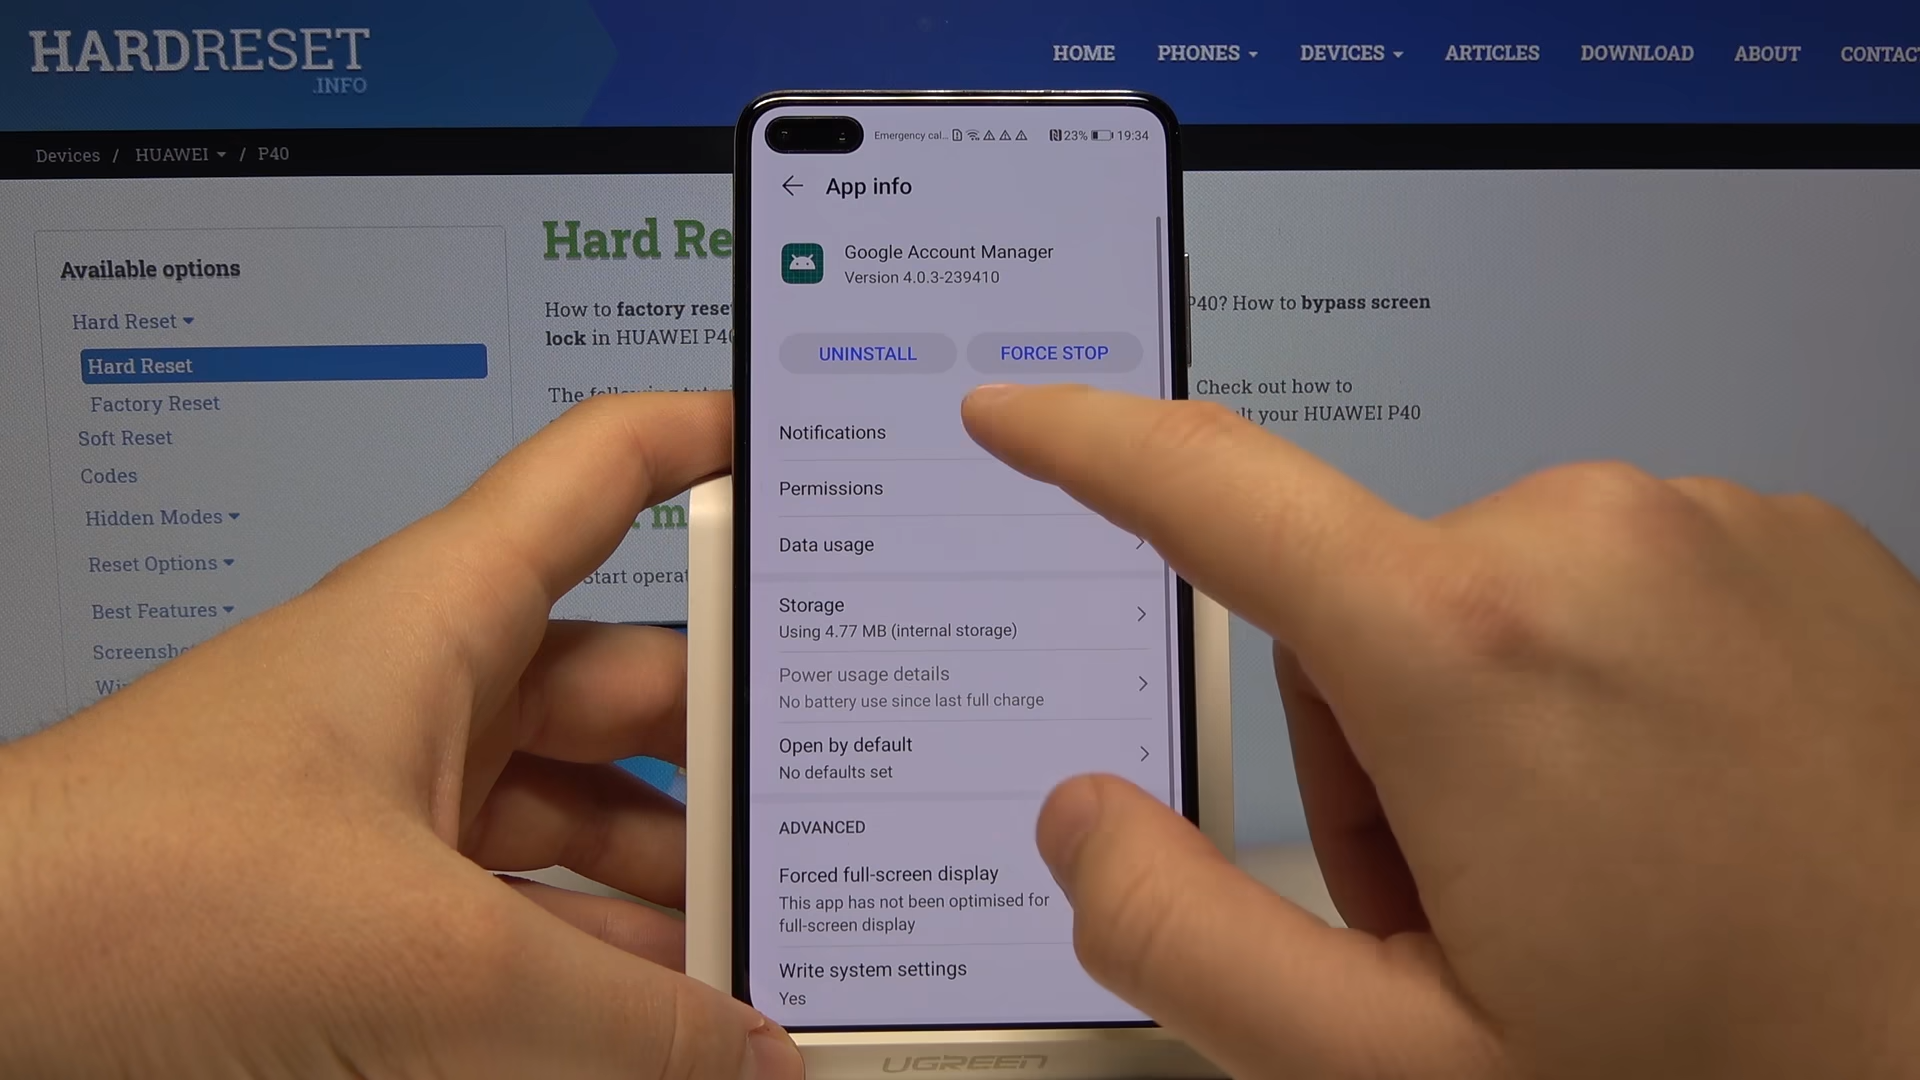 HARDRESET
.INFO
HOME PHONES DEVICES ARTICLES DOWNLOAD ABOUT CONTAC
Devices / HUAWEI / P40
Available options
Hard Reset
Hard Reset
Factory Reset
Soft Reset
Codes
Hidden Modes
Reset Options
Best Features
Hard Re
How to factory rese
lock in HUAWEI P4
The
Start operat
P40? How to bypass screen
Check out how to
your HUAWEI P40
Emergency cal... 23% 19:34
App info
Google Account Manager
Version 4.0.3-239410
UNINSTALL FORCE STOP
Notifications
Permissions
Data usage
Storage
Using 4.77 MB (internal storage)
Power usage details
No battery use since last full charge
Open by default
No defaults set
ADVANCED
Forced full-screen display
This app has not been optimised for
full-screen display
Write system settings
Yes
UGREEN